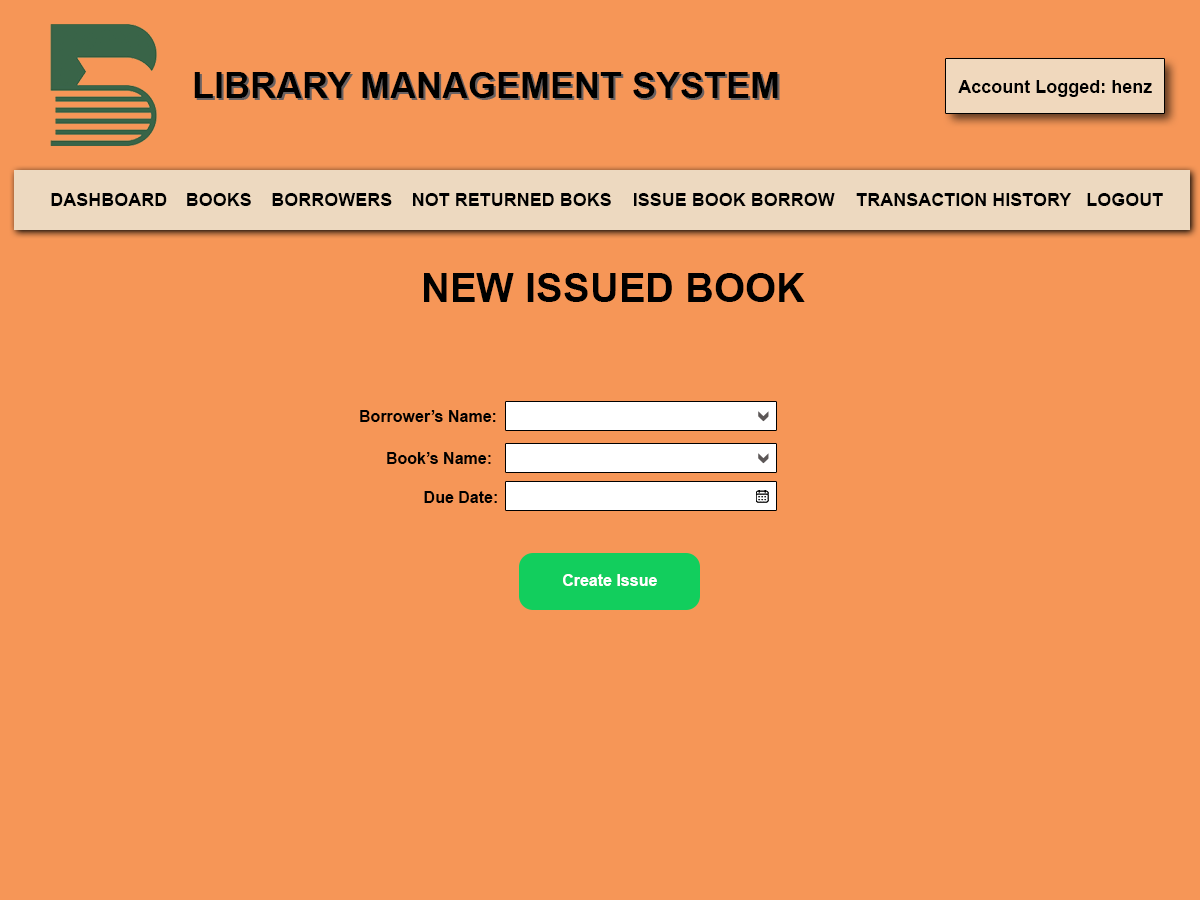 LIBRARY MANAGEMENT SYSTEM
Account Logged: henz
DASHBOARD BOOKS BORROWERS NOT RETURNED BOKS ISSUE BOOK BORROW TRANSACTION HISTORY LOGOUT
NEW ISSUED BOOK
Borrower’s Name:
Book’s Name:
Due Date:
Create Issue